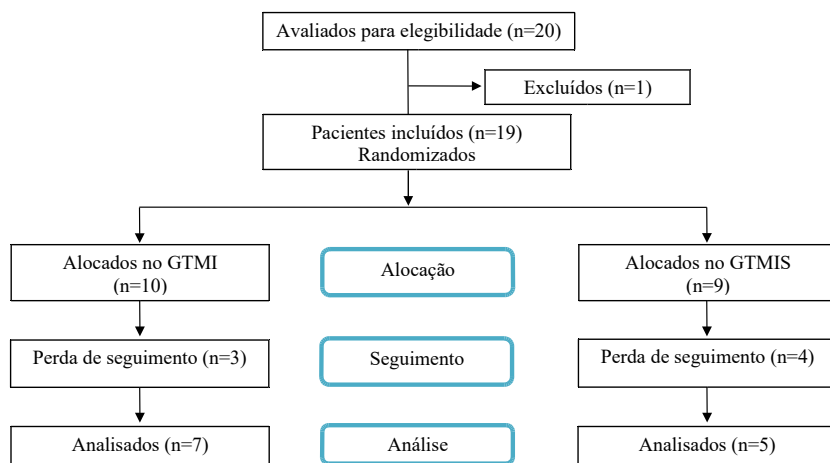 Avaliados para elegibilidade (n=20)
Excluídos (n=1)
Pacientes incluídos (n=19)
Randomizados
Alocados no GTMI
(n=10)
Alocação
Alocados no GTMIS
(n=9)
Perda de seguimento (n=3)
Seguimento
Perda de seguimento (n=4)
Analisados (n=7)
Análise
Analisados (n=5)